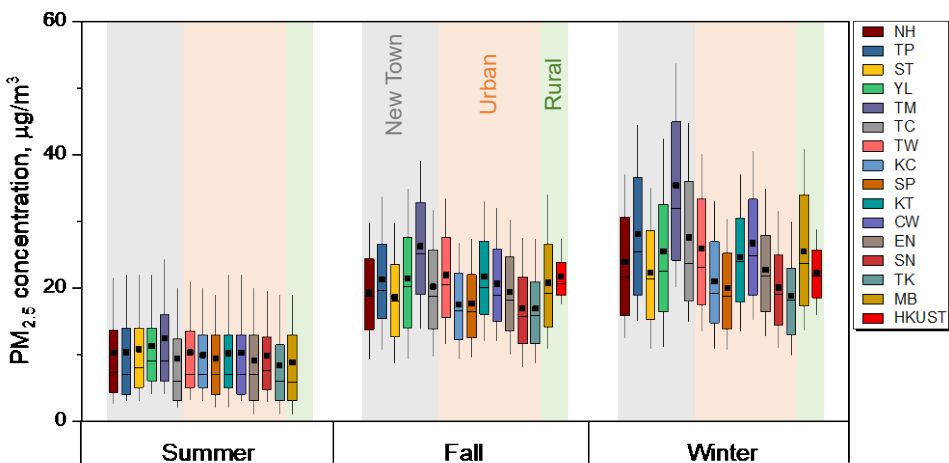 PM2.5 concentration, μg/m³
60
40
20
0
New Town
Urban
Rural
Summer
Fall
Winter
NH
TP
ST
YL
TM
TC
TW
KC
SP
KT
CW
EN
SN
TK
MB
HKUST